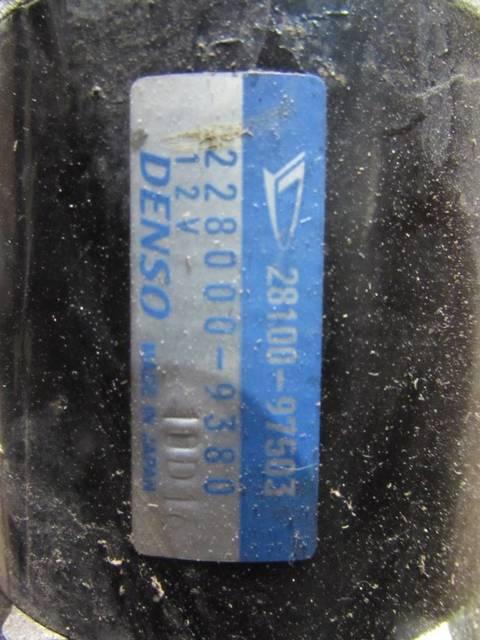 28100-97503
228000-9380
12V
DENSO MADE IN JAPAN